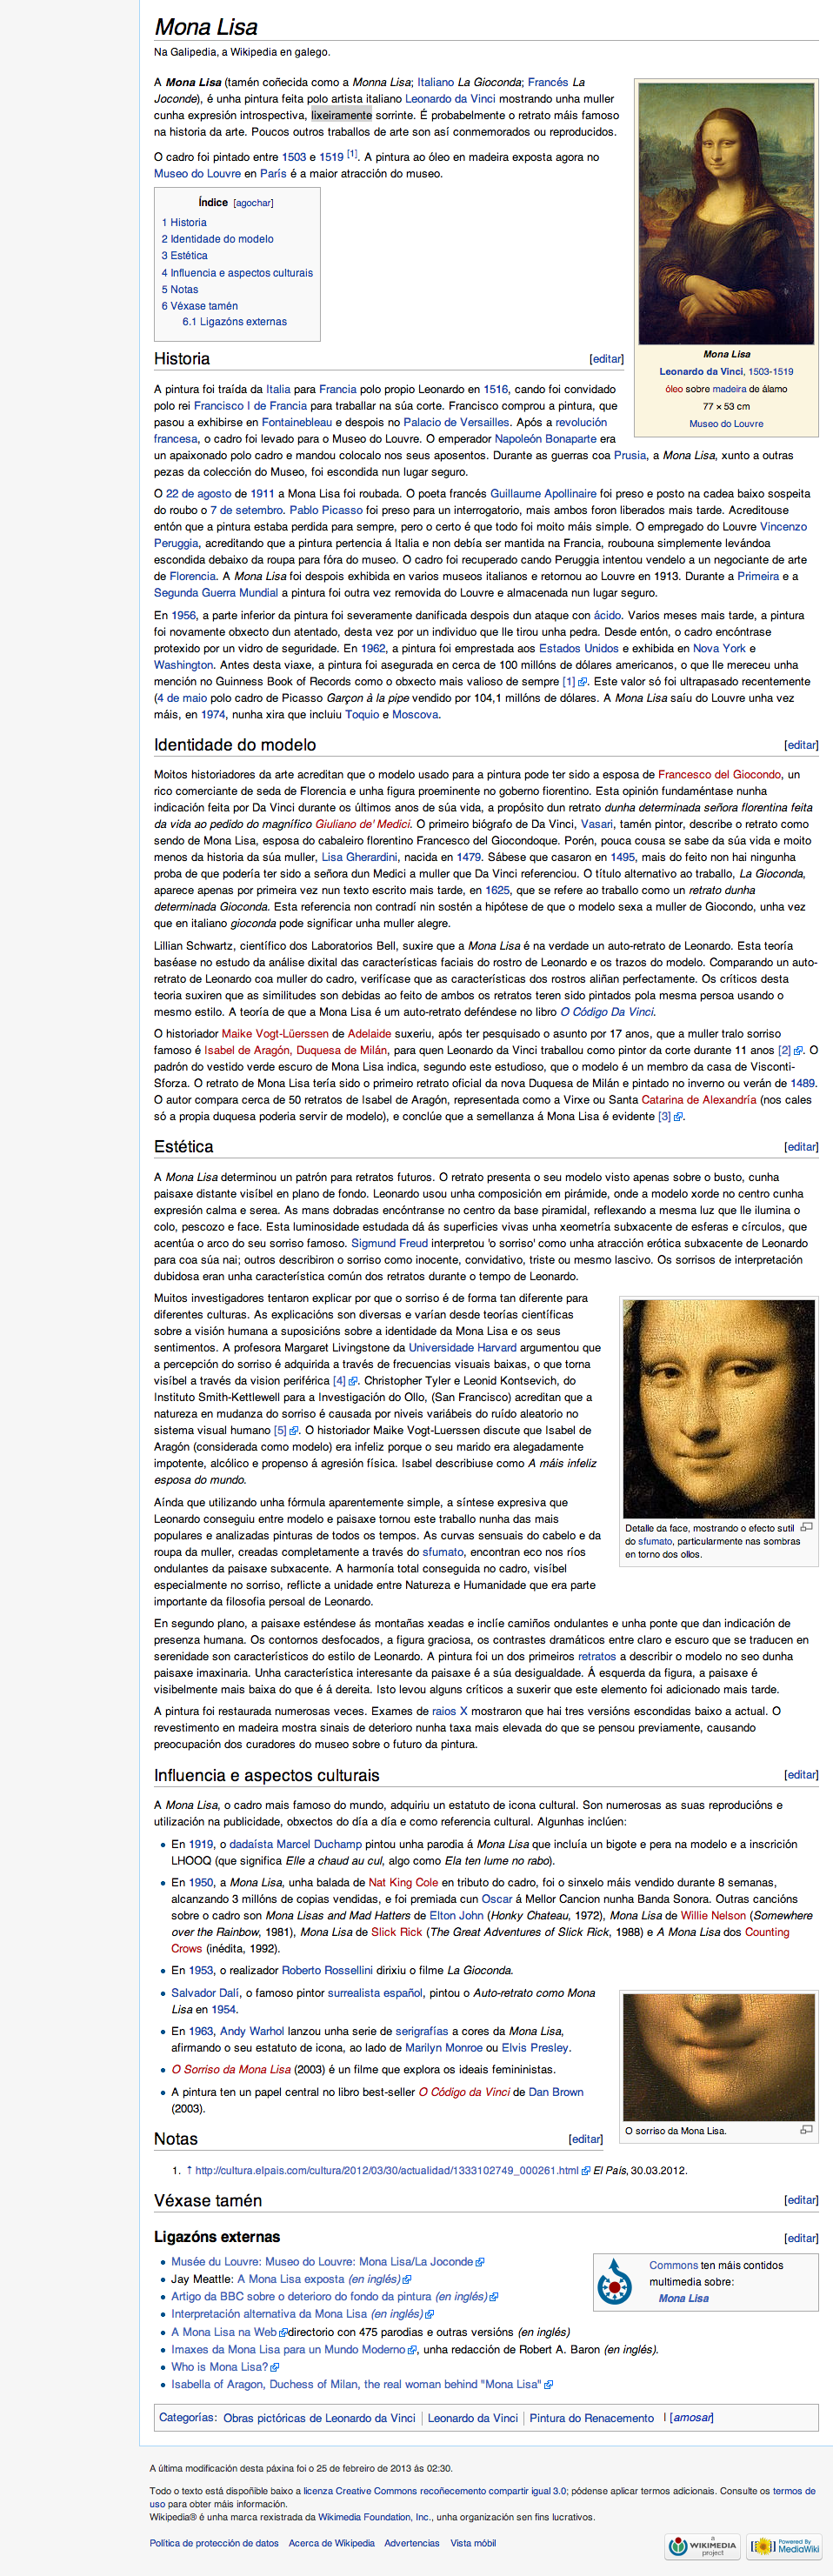 Mona Lisa
Na Galipedia, a Wikipedia en galego.
A Mona Lisa (tamén coñecida como a Monna Lisa; Italiano La Gioconda; Francés La
Joconde), é unha pintura feita polo artista italiano Leonardo da Vinci mostrando unha muller
cunha expresión introspectiva, lixeiramente sorrinte. É probabelmente o retrato máis famoso
na historia da arte. Poucos outros traballos de arte son así conmemorados ou reproducidos.
O cadro foi pintado entre 1503 e 1519 [1]. A pintura ao óleo en madeira exposta agora no
Museo do Louvre en París é a maior atracción do museo.
Índice [agochar]
1 Historia
2 Identidade do modelo
3 Estética
4 Influencia e aspectos culturais
5 Notas
6 Véxase tamén
6.1 Ligazóns externas
Mona Lisa
Leonardo da Vinci, 1503-1519
óleo sobre madeira de álamo
77 × 53 cm
Museo do Louvre
Historia [editar]
A pintura foi traída da Italia para Francia polo propio Leonardo en 1516, cando foi convidado
polo rei Francisco I de Francia para traballar na súa corte. Francisco comprou a pintura, que
pasou a exhibirse en Fontainebleau e despois no Palacio de Versailles. Após a revolución
francesa, o cadro foi levado para o Museo do Louvre. O emperador Napoleón Bonaparte era
un apaixonado polo cadro e mandou colocalo nos seus aposentos. Durante as guerras coa Prusia, a Mona Lisa, xunto a outras
pezas da colección do Museo, foi escondida nun lugar seguro.
O 22 de agosto de 1911 a Mona Lisa foi roubada. O poeta francés Guillaume Apollinaire foi preso e posto na cadea baixo sospeita
do roubo o 7 de setembro. Pablo Picasso foi preso para un interrogatorio, mais ambos foron liberados mais tarde. Acreditouse
entón que a pintura estaba perdida para sempre, pero o certo é que todo foi moito máis simple. O empregado do Louvre Vincenzo
Peruggia, acreditando que a pintura pertencia á Italia e non debía ser mantida na Francia, roubouna simplemente levándoa
escondida debaixo da roupa para fóra do museo. O cadro foi recuperado cando Peruggia intentou vendelo a un negociante de arte
de Florencia. A Mona Lisa foi despois exhibida en varios museos italianos e retornou ao Louvre en 1913. Durante a Primeira e a
Segunda Guerra Mundial a pintura foi outra vez removida do Louvre e almacenada nun lugar seguro.
En 1956, a parte inferior da pintura foi severamente danificada despois dun ataque con ácido. Varios meses mais tarde, a pintura
foi novamente obxecto dun atentado, desta vez por un individuo que lle tirou unha pedra. Desde entón, o cadro encóntrase
protexido por un vidro de seguridade. En 1962, a pintura foi emprestada aos Estados Unidos e exhibida en Nova York e
Washington. Antes desta viaxe, a pintura foi asegurada en cerca de 100 millóns de dólares americanos, o que lle mereceu unha
mención no Guinness Book of Records como o obxecto mais valioso de sempre [1]. Este valor só foi ultrapasado recentemente
(4 de maio polo cadro de Picasso Garçon à la pipe vendido por 104,1 millóns de dólares. A Mona Lisa saíu do Louvre unha vez
máis, en 1974, nunha xira que incluiu Toquio e Moscova.
Identidade do modelo [editar]
Moitos historiadores da arte acreditan que o modelo usado para a pintura pode ter sido a esposa de Francesco del Giocondo, un
rico comerciante de seda de Florencia e unha figura proeminente no goberno fiorentino. Esta opinión fundaméntase nunha
indicación feita por Da Vinci durante os últimos anos de súa vida, a propósito dun retrato dunha determinada señora florentina feita
da vida ao pedido do magnífico Giuliano de' Medici. O primeiro biógrafo de Da Vinci, Vasari, tamén pintor, describe o retrato como
sendo de Mona Lisa, esposa do cabaleiro florentino Francesco del Giocondoque. Porén, pouca cousa se sabe da súa vida e moito
menos da historia da súa muller, Lisa Gherardini, nacida en 1479. Sábese que casaron en 1495, mais do feito non hai ningunha
proba de que podería ter sido a señora dun Medici a muller que Da Vinci referenciou. O título alternativo ao traballo, La Gioconda,
aparece apenas por primeira vez nun texto escrito mais tarde, en 1625, que se refere ao traballo como un retrato dunha
determinada Gioconda. Esta referencia non contradí nin sostén a hipótese de que o modelo sexa a muller de Giocondo, unha vez
que en italiano gioconda pode significar unha muller alegre.
Lillian Schwartz, científico dos Laboratorios Bell, suxire que a Mona Lisa é na verdade un auto-retrato de Leonardo. Esta teoría
baséase no estudo da análise dixital das características faciais do rostro de Leonardo e os trazos do modelo. Comparando un auto-
retrato de Leonardo coa muller do cadro, verifícase que as características dos rostros aliñan perfectamente. Os críticos desta
teoria suxiren que as similitudes son debidas ao feito de ambos os retratos teren sido pintados pola mesma persoa usando o
mesmo estilo. A teoría de que a Mona Lisa é um auto-retrato deféndese no libro O Código Da Vinci.
O historiador Maike Vogt-Lüerssen de Adelaide suxeriu, após ter pesquisado o asunto por 17 anos, que a muller tralo sorriso
famoso é Isabel de Aragón, Duquesa de Milán, para quen Leonardo da Vinci traballou como pintor da corte durante 11 anos [2]. O
padrón do vestido verde escuro de Mona Lisa indica, segundo este estudioso, que o modelo é un membro da casa de Visconti-
Sforza. O retrato de Mona Lisa tería sido o primeiro retrato oficial da nova Duquesa de Milán e pintado no inverno ou verán de 1489.
O autor compara cerca de 50 retratos de Isabel de Aragón, representada como a Virxe ou Santa Catarina de Alexandría (nos cales
só a propia duquesa poderia servir de modelo), e conclúe que a semellanza á Mona Lisa é evidente [3].
Estética [editar]
A Mona Lisa determinou un patrón para retratos futuros. O retrato presenta o seu modelo visto apenas sobre o busto, cunha
paisaxe distante visíbel en plano de fondo. Leonardo usou unha composición em pirámide, onde a modelo xorde no centro cunha
expresión calma e serea. As mans dobradas encóntranse no centro da base piramidal, reflexando a mesma luz que lle ilumina o
colo, pescozo e face. Esta luminosidade estudada dá ás superficies vivas unha xeometría subxacente de esferas e círculos, que
acentúa o arco do seu sorriso famoso. Sigmund Freud interpretou 'o sorriso' como unha atracción erótica subxacente de Leonardo
para coa súa nai; outros describiron o sorriso como inocente, convidativo, triste ou mesmo lascivo. Os sorrisos de interpretación
dubidosa eran unha característica común dos retratos durante o tempo de Leonardo.
Muitos investigadores tentaron explicar por que o sorriso é de forma tan diferente para
diferentes culturas. As explicacións son diversas e varían desde teorías científicas
sobre a visión humana a suposicións sobre a identidade da Mona Lisa e os seus
sentimentos. A profesora Margaret Livingstone da Universidade Harvard argumentou que
a percepción do sorriso é adquirida a través de frecuencias visuais baixas, o que torna
visíbel a través da vision periférica [4]. Christopher Tyler e Leonid Kontsevich, do
Instituto Smith-Kettlewell para a Investigación do Ollo, (San Francisco) acreditan que a
natureza en mudanza do sorriso é causada por niveis variábeis do ruído aleatorio no
sistema visual humano [5]. O historiador Maike Vogt-Luerssen discute que Isabel de
Aragón (considerada como modelo) era infeliz porque o seu marido era alegadamente
impotente, alcólico e propenso á agresión física. Isabel describiuse como A máis infeliz
esposa do mundo.
Detalle da face, mostrando o efecto sutil
do sfumato, particularmente nas sombras
en torno dos ollos.
Aínda que utilizando unha fórmula aparentemente simple, a síntese expresiva que
Leonardo conseguiu entre modelo e paisaxe tornou este traballo nunha das mais
populares e analizadas pinturas de todos os tempos. As curvas sensuais do cabelo e da
roupa da muller, creadas completamente a través do sfumato, encontran eco nos ríos
ondulantes da paisaxe subxacente. A harmonía total conseguida no cadro, visíbel
especialmente no sorriso, reflicte a unidade entre Natureza e Humanidade que era parte
importante da filosofia persoal de Leonardo.
En segundo plano, a paisaxe esténdese ás montañas xeadas e inclíe camiños ondulantes e unha ponte que dan indicación de
presenza humana. Os contornos desfocados, a figura graciosa, os contrastes dramáticos entre claro e escuro que se traducen en
serenidade son característicos do estilo de Leonardo. A pintura foi un dos primeiros retratos a describir o modelo no seo dunha
paisaxe imaxinaria. Unha característica interesante da paisaxe é a súa desigualdade. Á esquerda da figura, a paisaxe é
visibelmente mais baixa do que é á dereita. Isto levou alguns críticos a suxerir que este elemento foi adicionado mais tarde.
A pintura foi restaurada numerosas veces. Exames de raios X mostraron que hai tres versións escondidas baixo a actual. O
revestimento en madeira mostra sinais de deterioro nunha taxa mais elevada do que se pensou previamente, causando
preocupación dos curadores do museo sobre o futuro da pintura.
Influencia e aspectos culturais [editar]
A Mona Lisa, o cadro mais famoso do mundo, adquiriu un estatuto de icona cultural. Son numerosas as suas reproducións e
utilización na publicidade, obxectos do día a día e como referencia cultural. Algunhas inclúen:
En 1919, o dadaísta Marcel Duchamp pintou unha parodia á Mona Lisa que incluía un bigote e pera na modelo e a inscrición
LHOOQ (que significa Elle a chaud au cul, algo como Ela ten lume no rabo).
En 1950, a Mona Lisa, unha balada de Nat King Cole en tributo do cadro, foi o sinxelo máis vendido durante 8 semanas,
alcanzando 3 millóns de copias vendidas, e foi premiada cun Oscar á Mellor Cancion nunha Banda Sonora. Outras cancións
sobre o cadro son Mona Lisas and Mad Hatters de Elton John (Honky Chateau, 1972), Mona Lisa de Willie Nelson (Somewhere
over the Rainbow, 1981), Mona Lisa de Slick Rick (The Great Adventures of Slick Rick, 1988) e A Mona Lisa dos Counting
Crows (inédita, 1992).
En 1953, o realizador Roberto Rossellini dirixiu o filme La Gioconda.
Salvador Dalí, o famoso pintor surrealista español, pintou o Auto-retrato como Mona
Lisa en 1954.
En 1963, Andy Warhol lanzou unha serie de serigrafías a cores da Mona Lisa,
afirmando o seu estatuto de icona, ao lado de Marilyn Monroe ou Elvis Presley.
O Sorriso da Mona Lisa (2003) é un filme que explora os ideais femininistas.
A pintura ten un papel central no libro best-seller O Código da Vinci de Dan Brown
(2003).
O sorriso da Mona Lisa.
Notas [editar]
1. ↑ http://cultura.elpais.com/cultura/2012/03/30/actualidad/1333102749_000261.html El País, 30.03.2012.
Véxase tamén [editar]
Ligazóns externas [editar]
Musée du Louvre: Museo do Louvre: Mona Lisa/La Joconde
Jay Meattle: A Mona Lisa exposta (en inglés)
Artigo da BBC sobre o deterioro do fondo da pintura (en inglés)
Interpretación alternativa da Mona Lisa (en inglés)
A Mona Lisa na Web directorio con 475 parodias e outras versións (en inglés)
Imaxes da Mona Lisa para un Mundo Moderno, unha redacción de Robert A. Baron (en inglés).
Who is Mona Lisa?
Isabella of Aragon, Duchess of Milan, the real woman behind "Mona Lisa"
Commons ten máis contidos
multimedia sobre:
Mona Lisa
Categorías: Obras pictóricas de Leonardo da Vinci | Leonardo da Vinci | Pintura do Renacemento | [amosar]
A última modificación desta páxina foi o 25 de febreiro de 2013 ás 02:30.
Todo o texto está dispoñible baixo a licenza Creative Commons recoñecemento compartir igual 3.0; pódense aplicar termos adicionais. Consulte os termos de
uso para obter máis información.
Wikipedia® é unha marca rexistrada da Wikimedia Foundation, Inc., unha organización sen fins lucrativos.
Política de protección de datos Acerca de Wikipedia Advertencias Vista móbil
A WIKIMEDIA project
Powered By MediaWiki